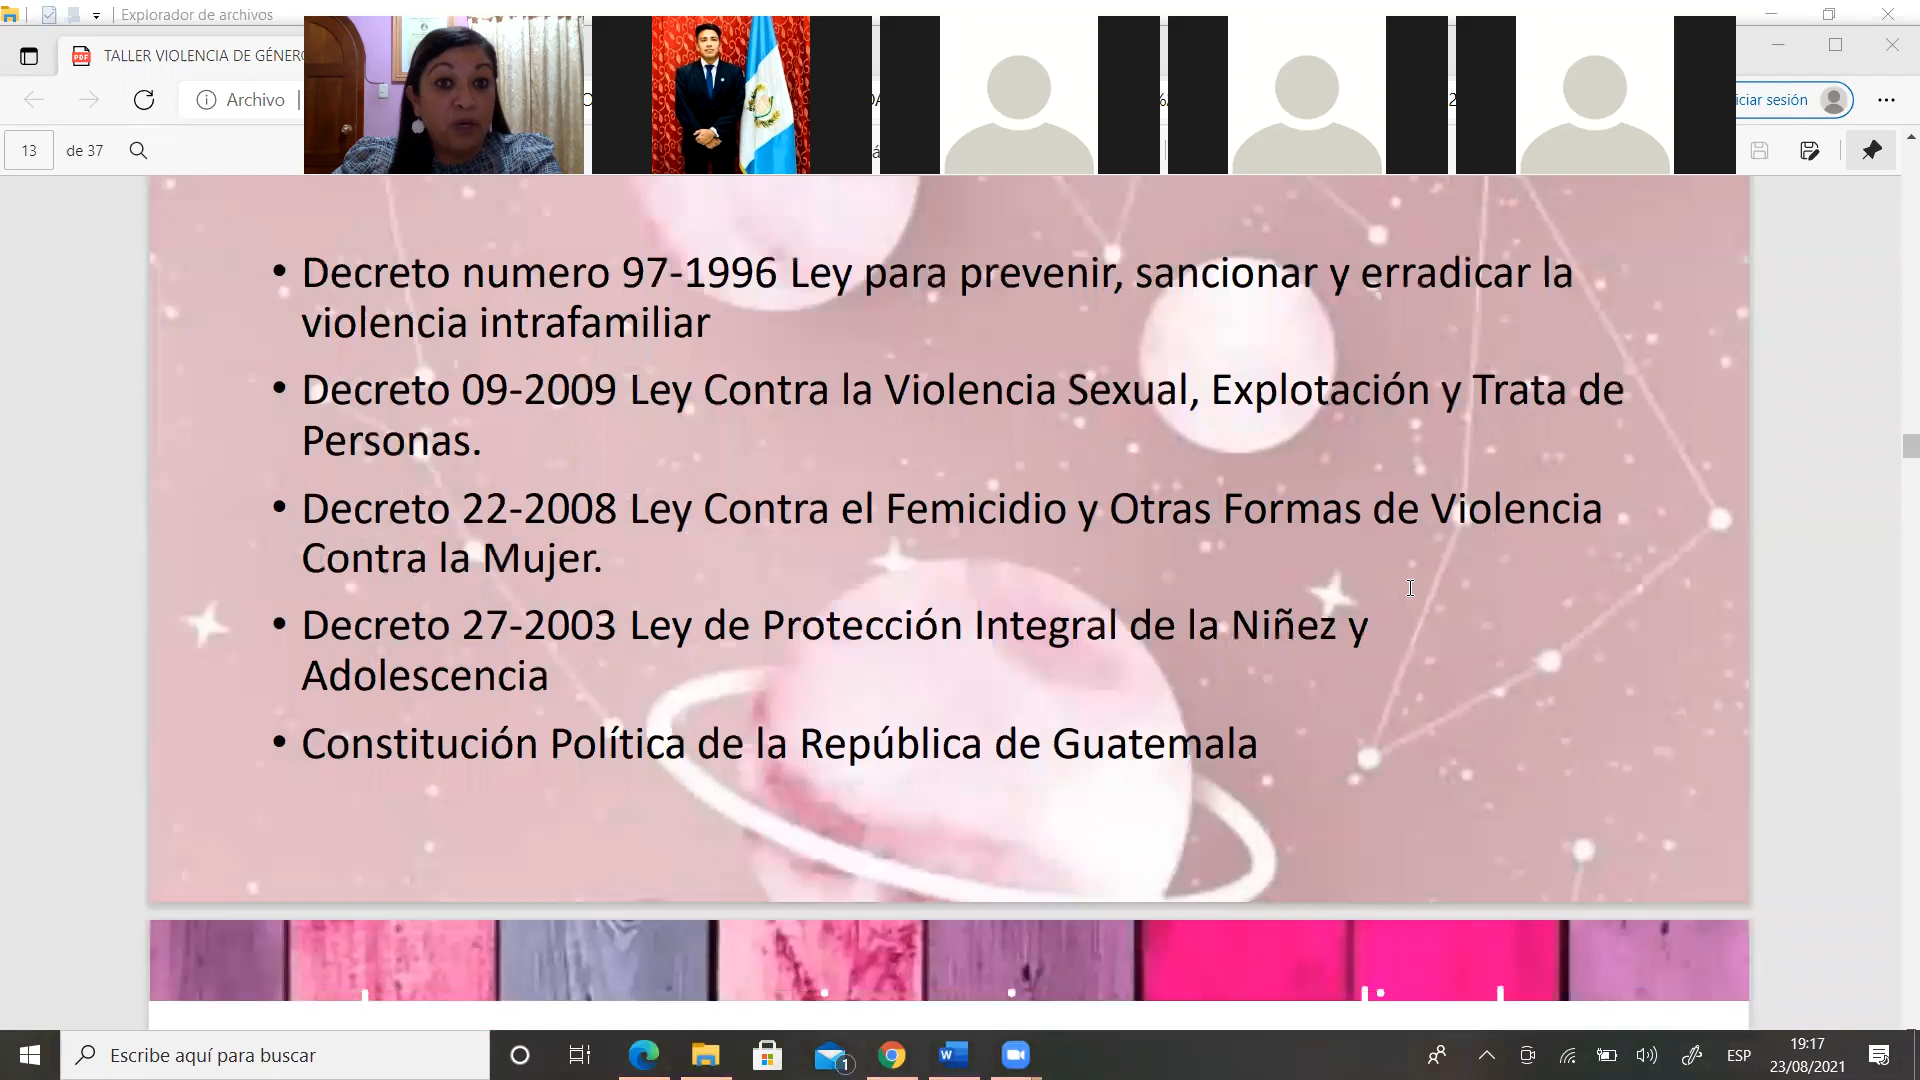 Explorador de archivos
TALLER VIOLENCIA DE GÉNERO
Archivo
iciar sesión
13 de 37
• Decreto numero 97-1996 Ley para prevenir, sancionar y erradicar la
violencia intrafamiliar
• Decreto 09-2009 Ley Contra la Violencia Sexual, Explotación y Trata de
Personas.
• Decreto 22-2008 Ley Contra el Femicidio y Otras Formas de Violencia
Contra la Mujer.
• Decreto 27-2003 Ley de Protección Integral de la Niñez y
Adolescencia
• Constitución Política de la República de Guatemala
Escribe aquí para buscar
1
ESP
19:17
23/08/2021